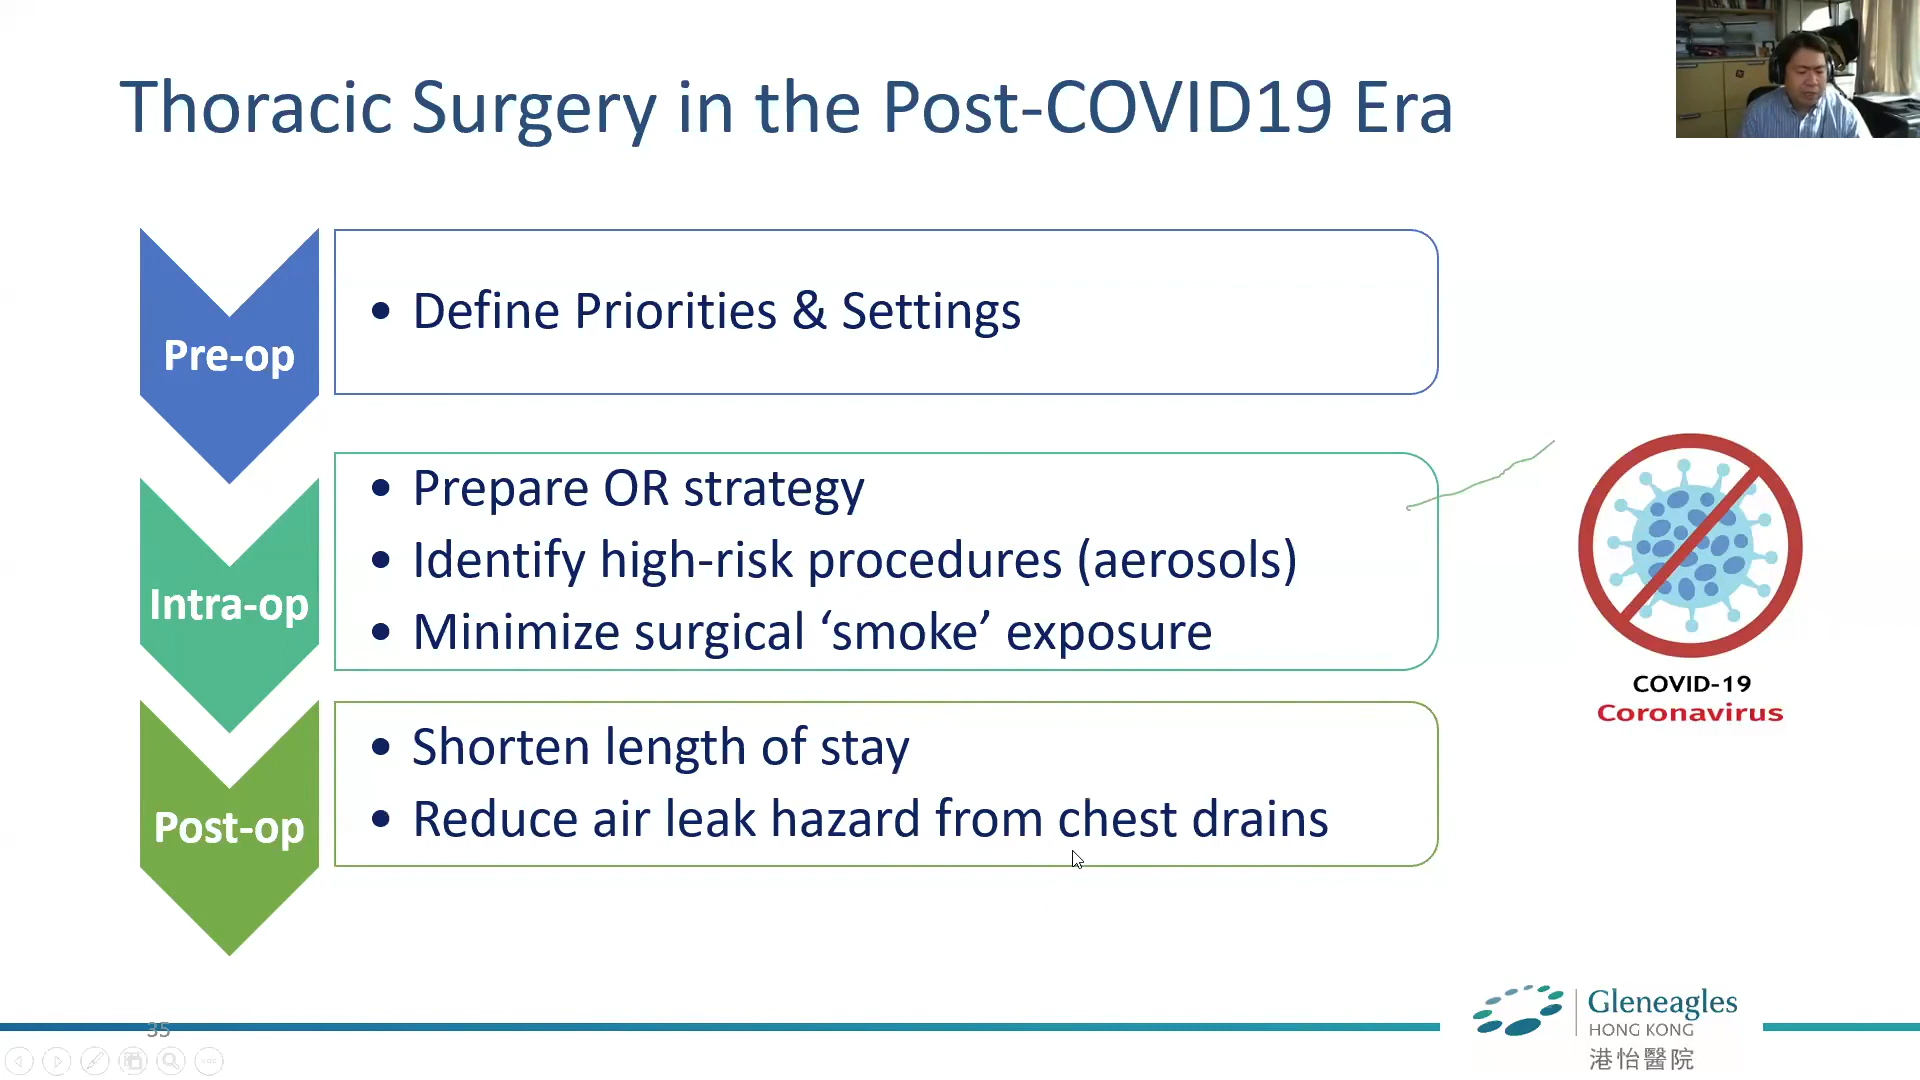 Thoracic Surgery in the Post-COVID19 Era
Pre-op
• Define Priorities & Settings
Intra-op
• Prepare OR strategy
• Identify high-risk procedures (aerosols)
• Minimize surgical ‘smoke’ exposure
Post-op
• Shorten length of stay
• Reduce air leak hazard from chest drains
COVID-19
Coronavirus
35
Gleneagles
HONG KONG
港怡醫院